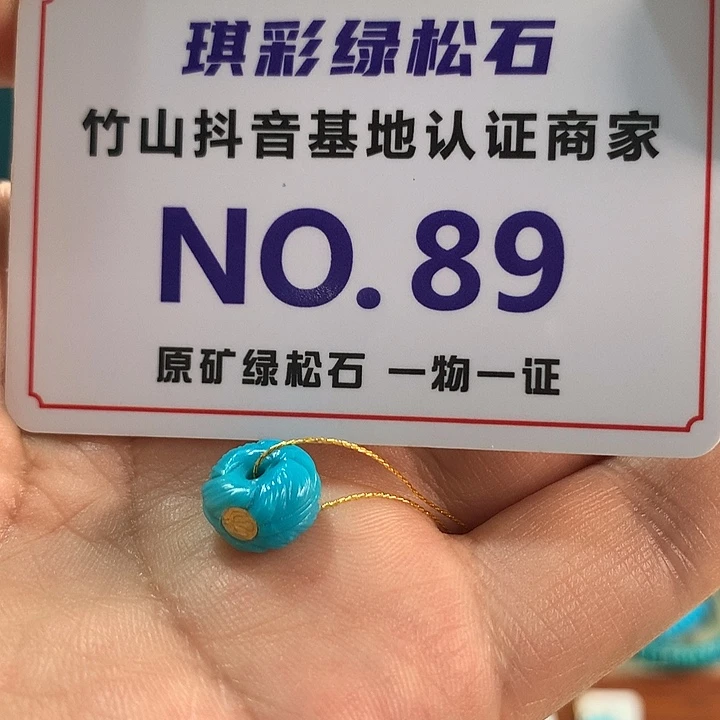 琪彩绿松石
竹山抖音基地认证商家
NO.89
原矿绿松石 一物一证